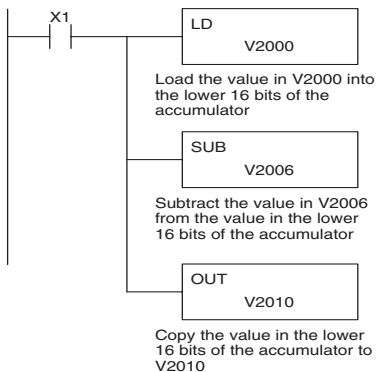 X1
LD
V2000
Load the value in V2000 into
the lower 16 bits of the
accumulator
SUB
V2006
Subtract the value in V2006
from the value in the lower
16 bits of the accumulator
OUT
V2010
Copy the value in the lower
16 bits of the accumulator to
V2010